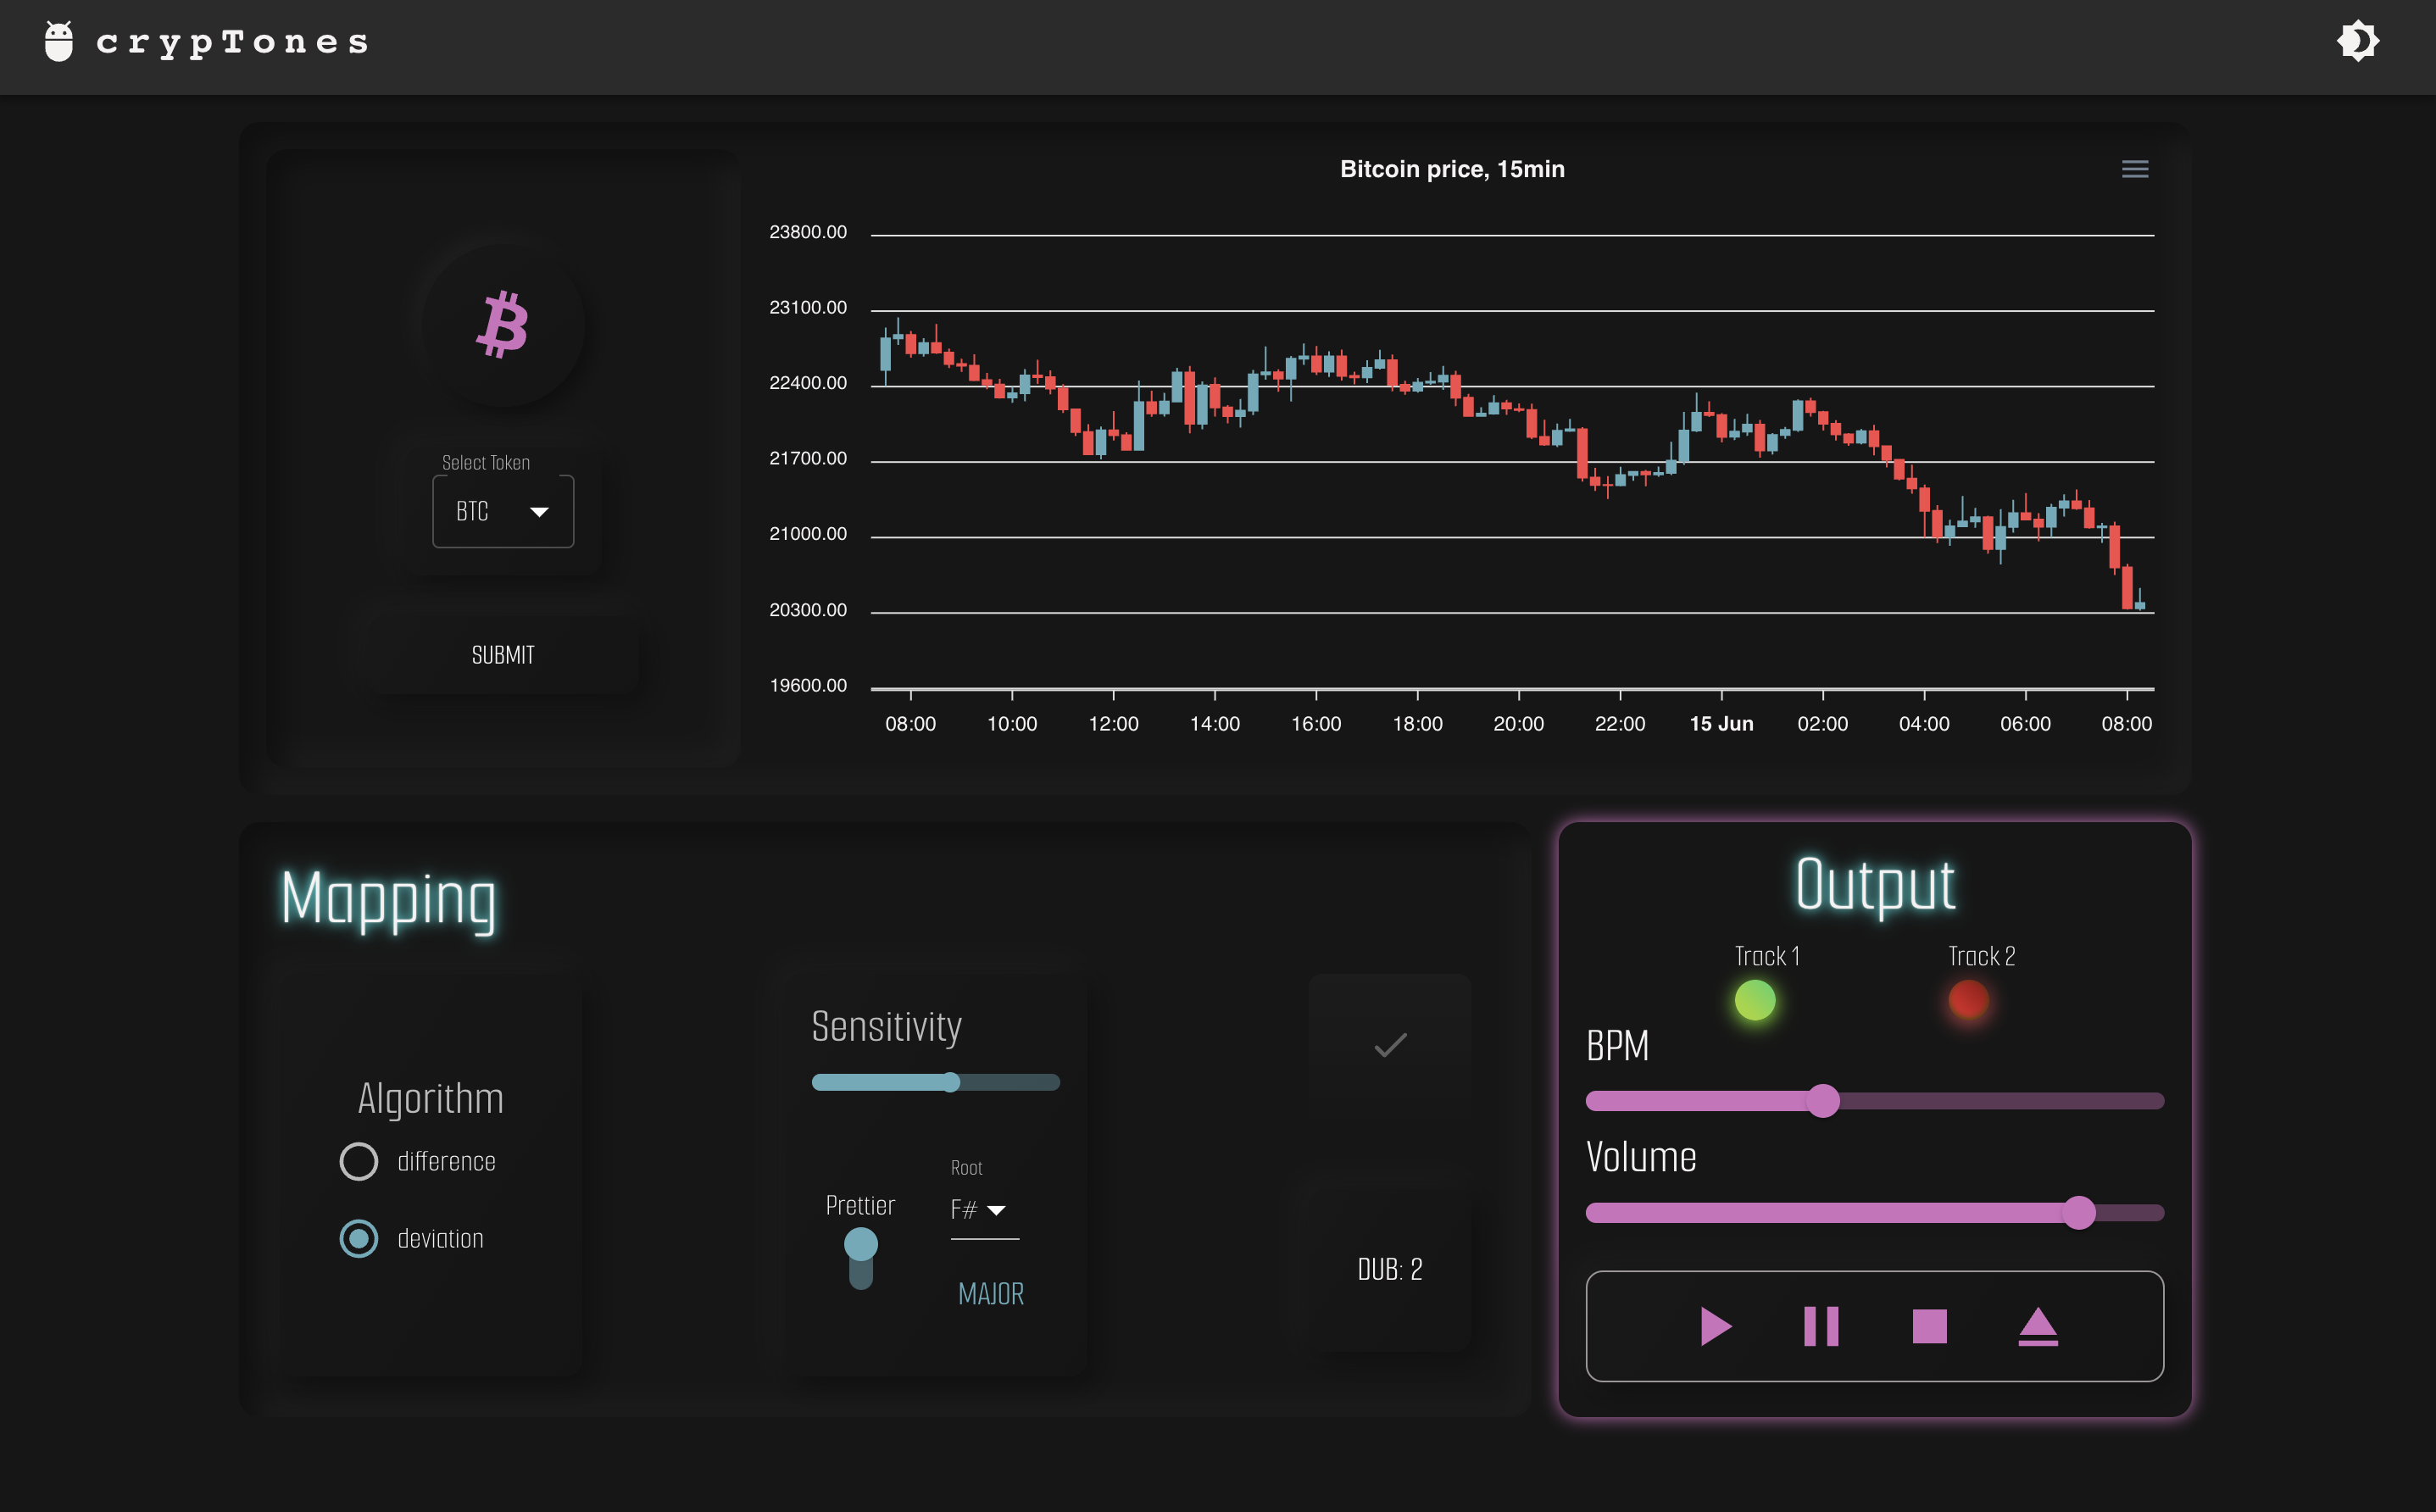 crypTones
Bitcoin price, 15min
23800.00
23100.00
22400.00
21700.00
21000.00
20300.00
19600.00
08:00 10:00 12:00 14:00 16:00 18:00 20:00 22:00 15 Jun 02:00 04:00 06:00 08:00
Select Token
BTC
SUBMIT
Mapping
Algorithm
difference
deviation
Sensitivity
Prettier
Root
F#
MAJOR
DUB: 2
Output
Track 1 Track 2
BPM
Volume